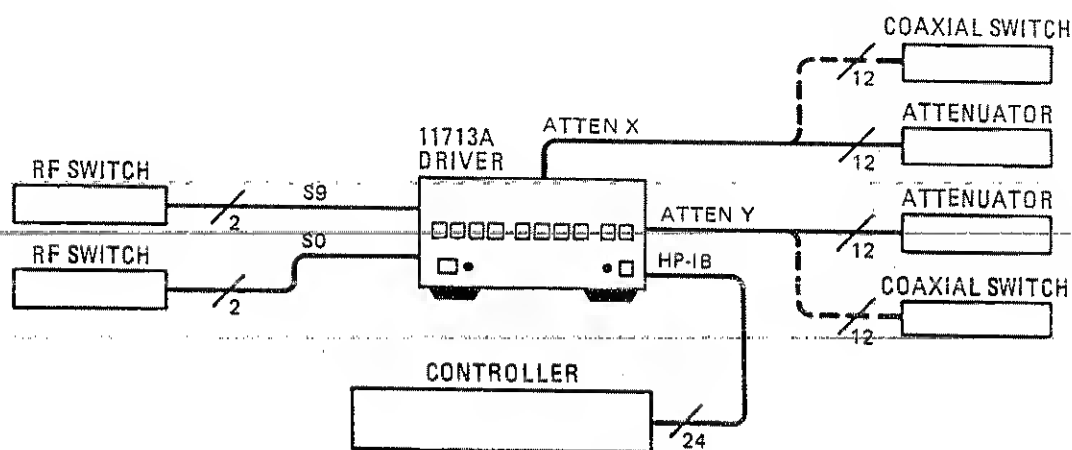 COAXIAL SWITCH
12
ATTENUATOR
12
ATTEN X
11713A
DRIVER
RF SWITCH
S9
2
ATTEN Y
ATTENUATOR
12
RF SWITCH
S0
2
HP-IB
COAXIAL SWITCH
12
CONTROLLER
24